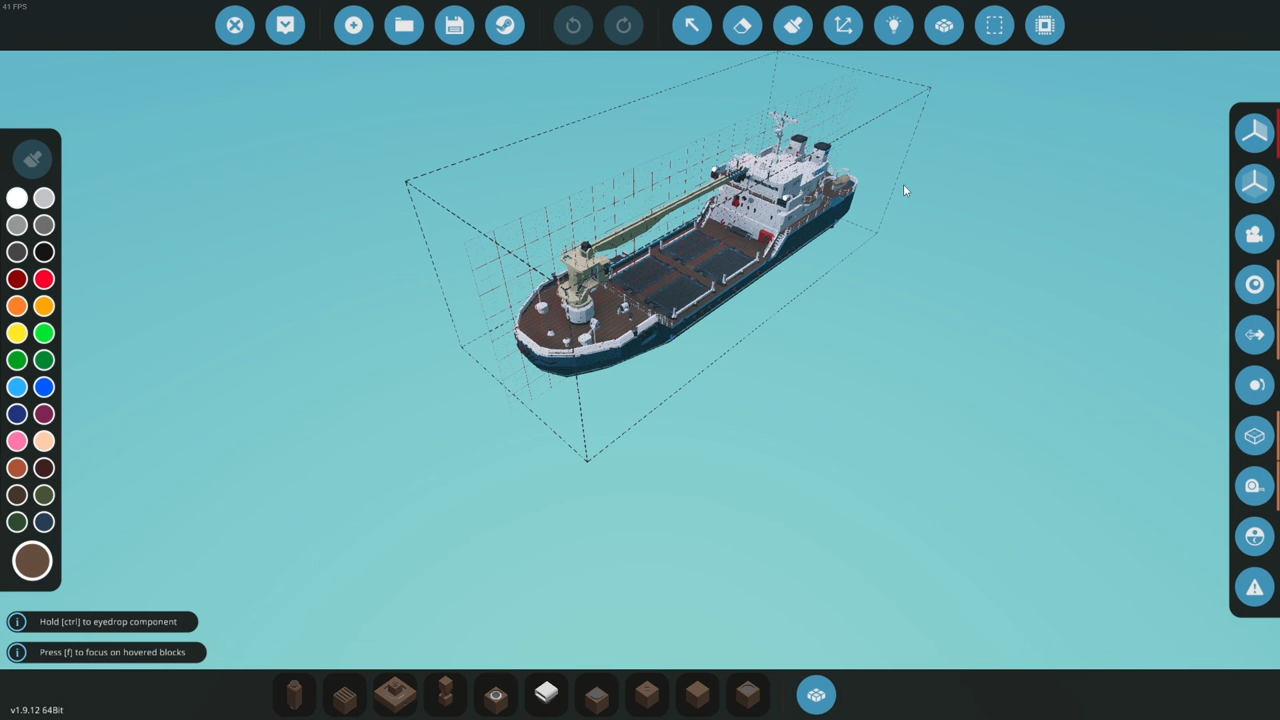 41 FPS
Hold [ctrl] to eyedrop component
Press [f] to focus on hovered blocks
v1.9.12 64Bit